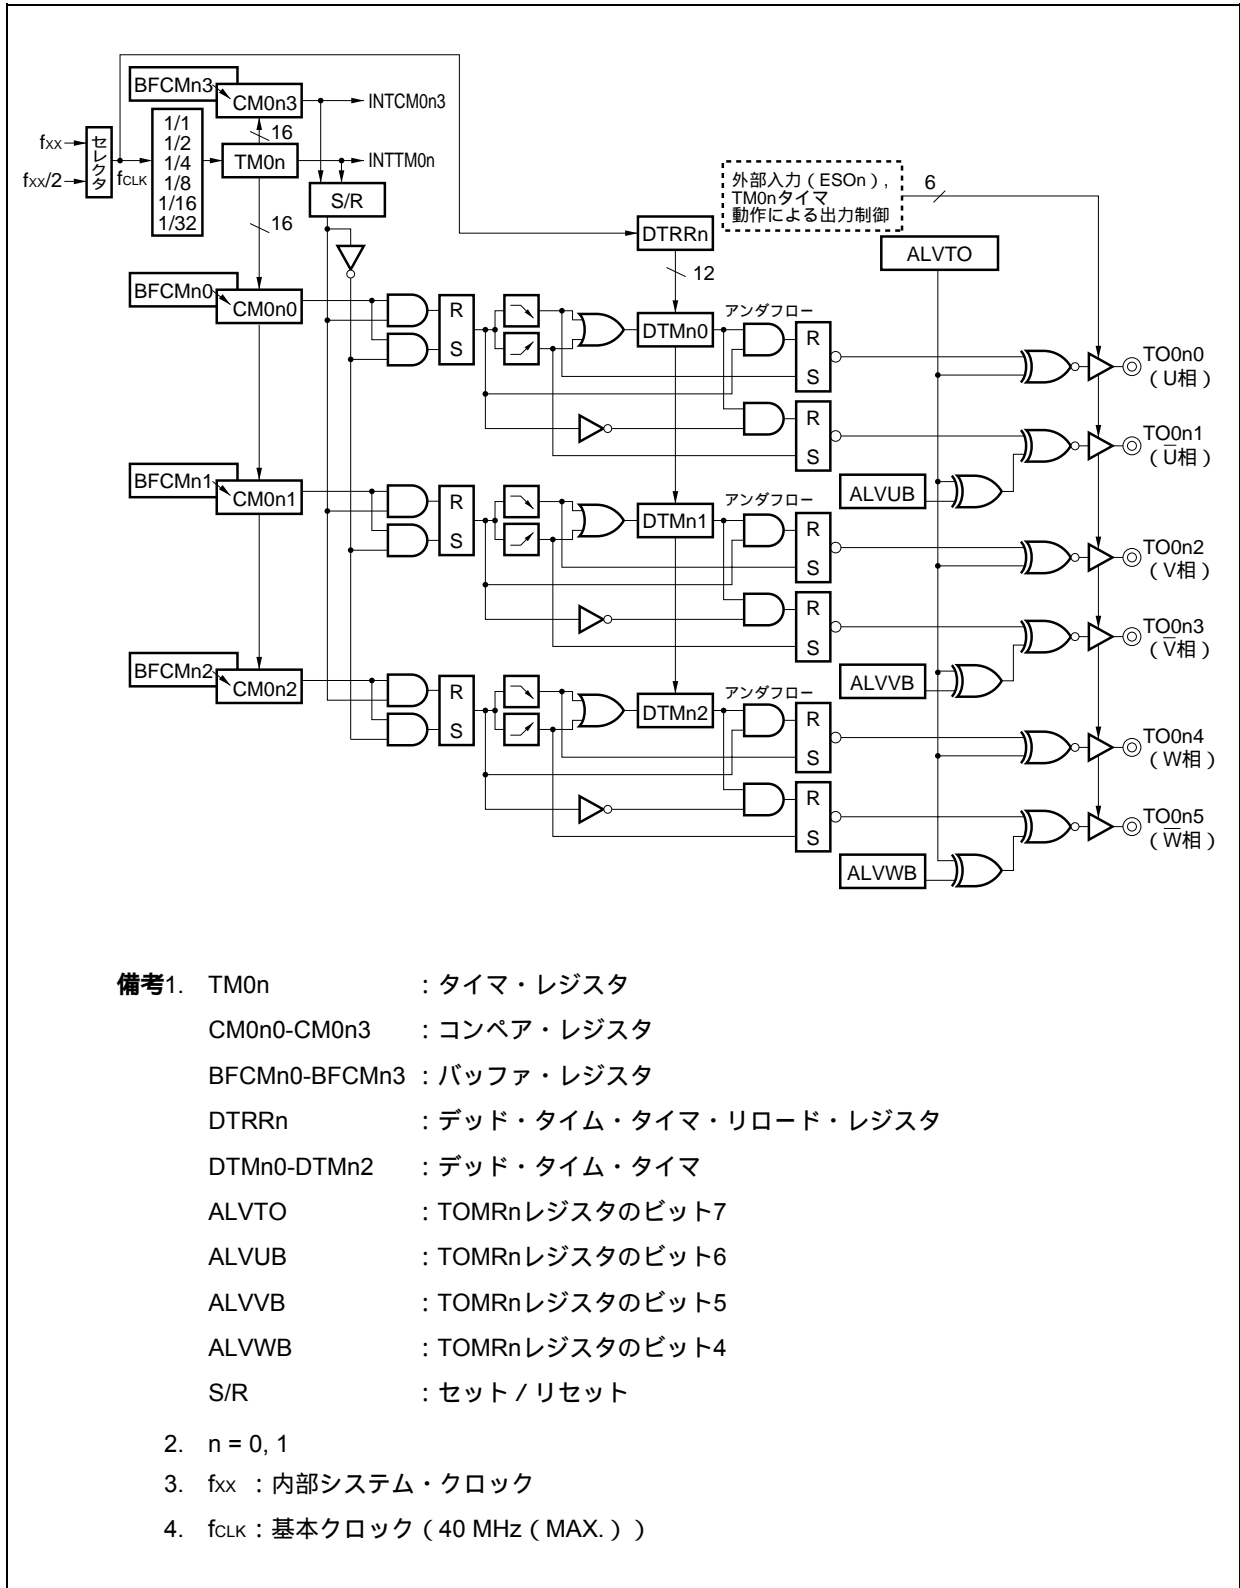 BFCMn3
CM0n3
INTCM0n3
fXX
fXX/2
セレクタ
fCLK
1/1
1/2
1/4
1/8
1/16
1/32
16
TM0n
INTTM0n
S/R
16
外部入力（ESOn）,
TM0nタイマ
動作による出力制御
6
DTRRn
12
ALVTO
BFCMn0
CM0n0
R
S
DTMn0
アンダフロー
R
S
TO0n0
（U相）
R
S
TO0n1
（U̅相）
ALVUB
BFCMn1
CM0n1
R
S
DTMn1
アンダフロー
R
S
TO0n2
（V相）
R
S
TO0n3
（V̅相）
ALVVB
BFCMn2
CM0n2
R
S
DTMn2
アンダフロー
R
S
TO0n4
（W相）
R
S
TO0n5
（W̅相）
ALVWB
備考1. TM0n ：タイマ・レジスタ
CM0n0-CM0n3 ：コンペア・レジスタ
BFCMn0-BFCMn3 ：バッファ・レジスタ
DTRRn ：デッド・タイム・タイマ・リロード・レジスタ
DTMn0-DTMn2 ：デッド・タイム・タイマ
ALVTO ：TOMRnレジスタのビット7
ALVUB ：TOMRnレジスタのビット6
ALVVB ：TOMRnレジスタのビット5
ALVWB ：TOMRnレジスタのビット4
S/R ：セット／リセット
2. n = 0, 1
3. fXX ：内部システム・クロック
4. fCLK：基本クロック（40 MHz（MAX.））